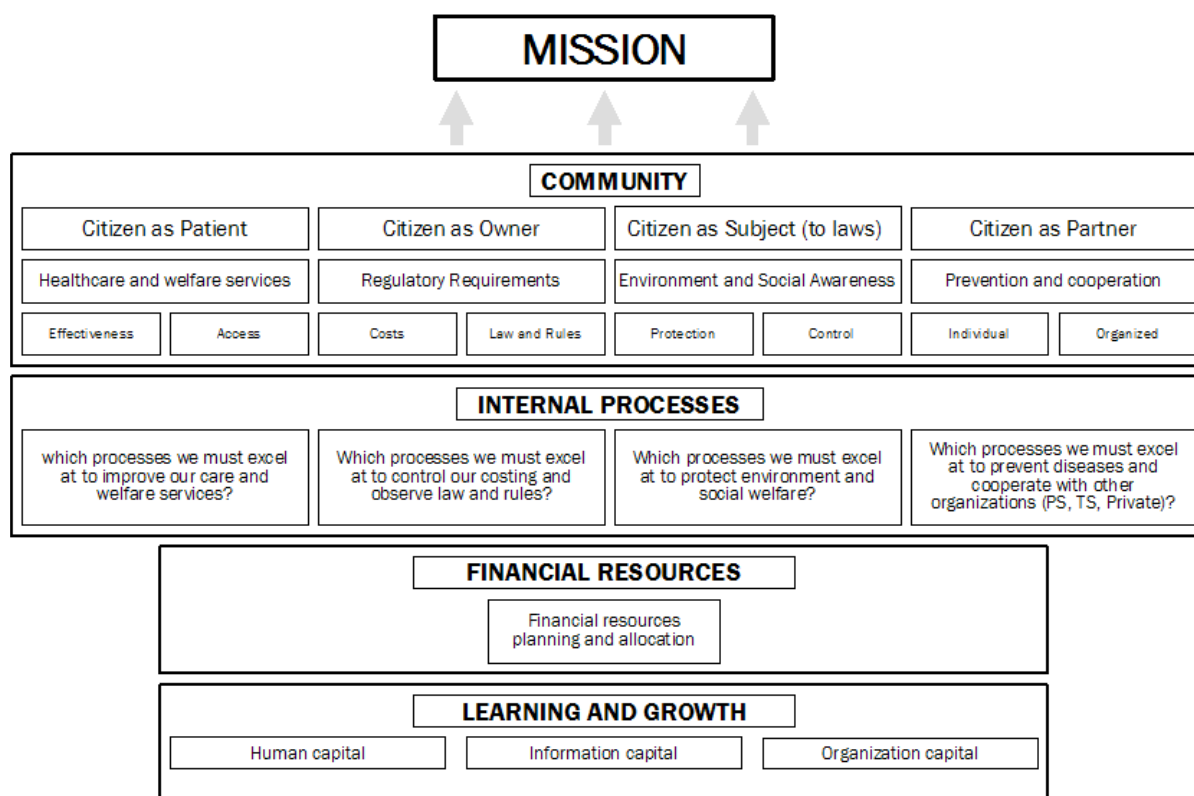 MISSION
COMMUNITY
Citizen as Patient
Citizen as Owner
Citizen as Subject (to laws)
Citizen as Partner
Healthcare and welfare services
Regulatory Requirements
Environment and Social Awareness
Prevention and cooperation
Effectiveness
Access
Costs
Law and Rules
Protection
Control
Individual
Organized
INTERNAL PROCESSES
which processes we must excel
at to improve our care and
welfare services?
Which processes we must excel
at to control our costing and
observe law and rules?
Which processes we must excel
at to protect environment and
social welfare?
Which processes we must excel
at to prevent diseases and
cooperate with other
organizations (PS, TS, Private)?
FINANCIAL RESOURCES
Financial resources
planning and allocation
LEARNING AND GROWTH
Human capital
Information capital
Organization capital